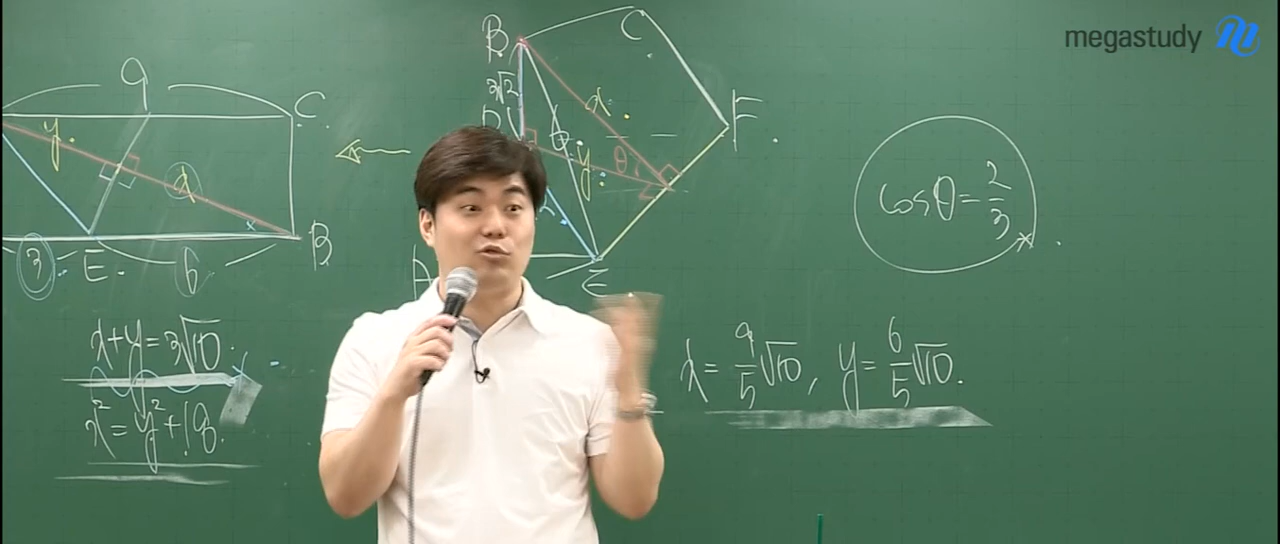 megastudy
9
C
y
x
x
3
E
6
B
x+y=3√10
x²=y²+18
B
C
3√2
x
F
y
θ
E
cosθ=2/3
x=9/5√10, y=6/5√10.